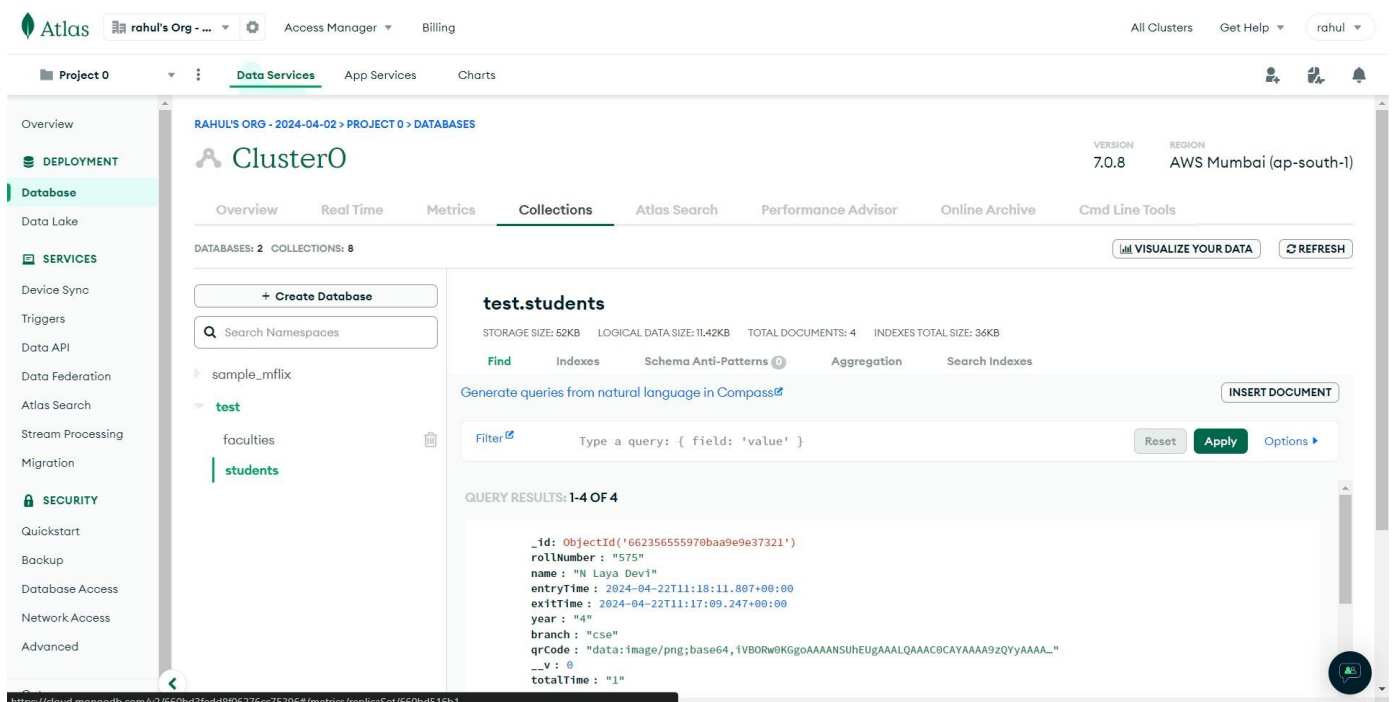 Atlas rahul's Org - ... Access Manager Billing All Clusters Get Help rahul
Project 0 Data Services App Services Charts
Overview
DEPLOYMENT
Database
Data Lake
SERVICES
Device Sync
Triggers
Data API
Data Federation
Atlas Search
Stream Processing
Migration
SECURITY
Quickstart
Backup
Database Access
Network Access
Advanced
RAHUL'S ORG - 2024-04-02 > PROJECT 0 > DATABASES
Cluster0
VERSION REGION
7.0.8 AWS Mumbai (ap-south-1)
Overview Real Time Metrics Collections Atlas Search Performance Advisor Online Archive Cmd Line Tools
DATABASES: 2 COLLECTIONS: 8 VISUALIZE YOUR DATA REFRESH
+ Create Database
Search Namespaces
sample_mflix
test
faculties
students
test.students
STORAGE SIZE: 52KB LOGICAL DATA SIZE: 11.42KB TOTAL DOCUMENTS: 4 INDEXES TOTAL SIZE: 36KB
Find Indexes Schema Anti-Patterns 0 Aggregation Search Indexes
Generate queries from natural language in Compass INSERT DOCUMENT
Filter Type a query: { field: 'value' } Reset Apply Options
QUERY RESULTS: 1-4 OF 4
_id: ObjectId('662356555970baa9e9e37321')
rollNumber : "575"
name : "N Laya Devi"
entryTime : 2024-04-22T11:18:11.807+00:00
exitTime : 2024-04-22T11:17:09.247+00:00
year : "4"
branch : "cse"
qrCode : "data:image/png;base64,iVBORw0KGgoAAAANSUhEUgAAALQAAAC0CAYAAAA9zQYyAAAA…"
__v : 0
totalTime : "1"